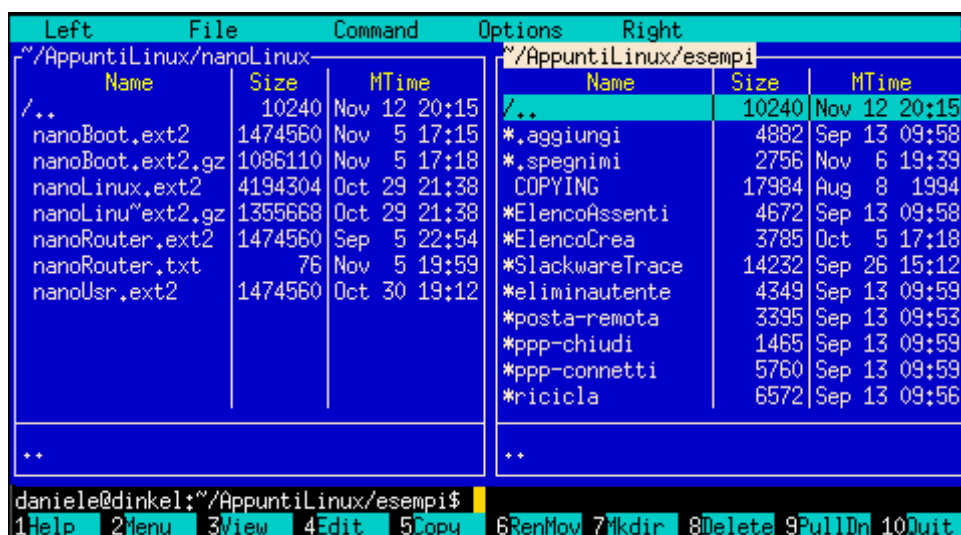 Left File Command Options Right
~/AppuntiLinux/nanoLinux ~/AppuntiLinux/esempi
Name Size MTime Name Size MTime
/.. 10240 Nov 12 20:15 /.. 10240 Nov 12 20:15
nanoBoot.ext2 1474560 Nov 5 17:15 *.aggiungi 4882 Sep 13 09:58
nanoBoot.ext2.gz 1086110 Nov 5 17:18 *.spegnimi 2756 Nov 6 19:39
nanoLinux.ext2 4194304 Oct 29 21:38 COPYING 17984 Aug 8 1994
nanoLinu~ext2.gz 1355668 Oct 29 21:38 *ElencoAssenti 4672 Sep 13 09:58
nanoRouter.ext2 1474560 Sep 5 22:54 *ElencoCrea 3785 Oct 5 17:18
nanoRouter.txt 76 Nov 5 19:59 *SlackwareTrace 14232 Sep 26 15:12
nanoUsr.ext2 1474560 Oct 30 19:12 *eliminautente 4349 Sep 13 09:59
*posta-remota 3395 Sep 13 09:53
*ppp-chiudi 1465 Sep 13 09:59
*ppp-connetti 5760 Sep 13 09:59
*ricicla 6572 Sep 13 09:56
.. ..
daniele@dinkel:~/AppuntiLinux/esempi$
1Help 2Menu 3View 4Edit 5Copy 6RenMov 7Mkdir 8Delete 9PullDn 10Quit